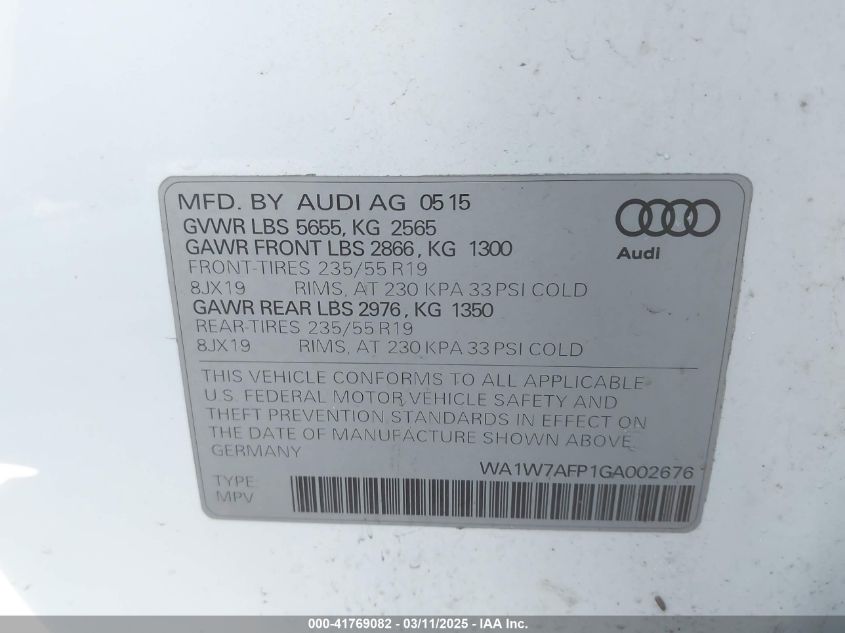 MFD. BY AUDI AG 05 15
GVWR LBS 5655, KG 2565
GAWR FRONT LBS 2866, KG 1300
FRONT-TIRES 235/55 R19
8JX19 RIMS, AT 230 KPA 33 PSI COLD
GAWR REAR LBS 2976, KG 1350
REAR-TIRES 235/55 R19
8JX19 RIMS, AT 230 KPA 33 PSI COLD
Audi
THIS VEHICLE CONFORMS TO ALL APPLICABLE
U.S. FEDERAL MOTOR VEHICLE SAFETY AND
THEFT PREVENTION STANDARDS IN EFFECT ON
THE DATE OF MANUFACTURE SHOWN ABOVE.
GERMANY
WA1W7AFP1GA002676
TYPE:
MPV
000-41769082 - 03/11/2025 - IAA Inc.